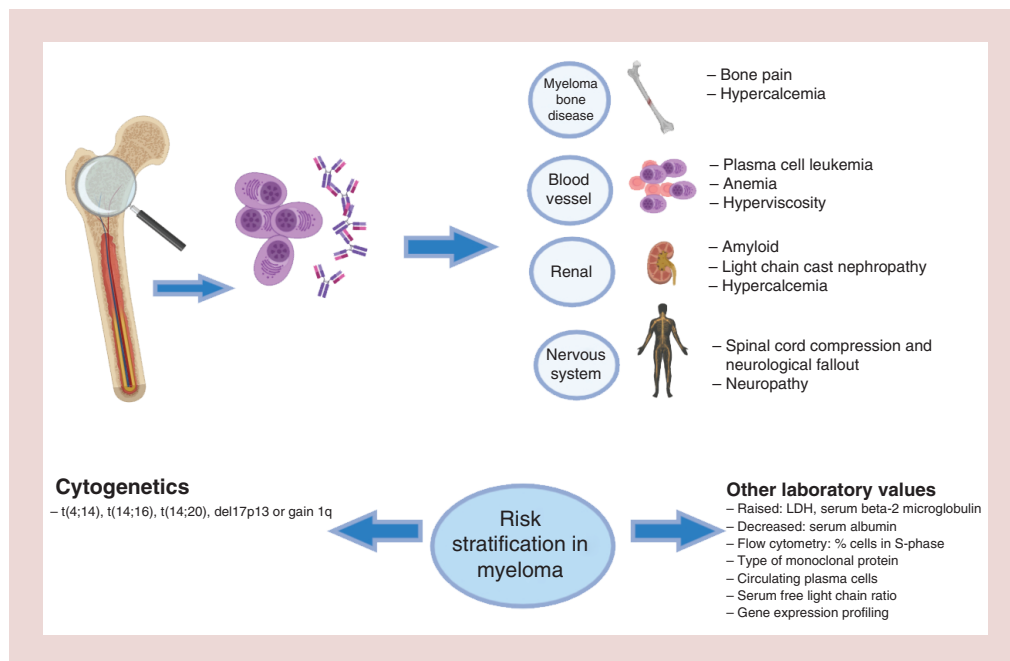 Myeloma
bone
disease
– Bone pain
– Hypercalcemia
Blood
vessel
– Plasma cell leukemia
– Anemia
– Hyperviscosity
Renal
– Amyloid
– Light chain cast nephropathy
– Hypercalcemia
Nervous
system
– Spinal cord compression and
neurological fallout
– Neuropathy
Cytogenetics
– t(4;14), t(14;16), t(14;20), del17p13 or gain 1q
Risk
stratification in
myeloma
Other laboratory values
– Raised: LDH, serum beta-2 microglobulin
– Decreased: serum albumin
– Flow cytometry: % cells in S-phase
– Type of monoclonal protein
– Circulating plasma cells
– Serum free light chain ratio
– Gene expression profiling